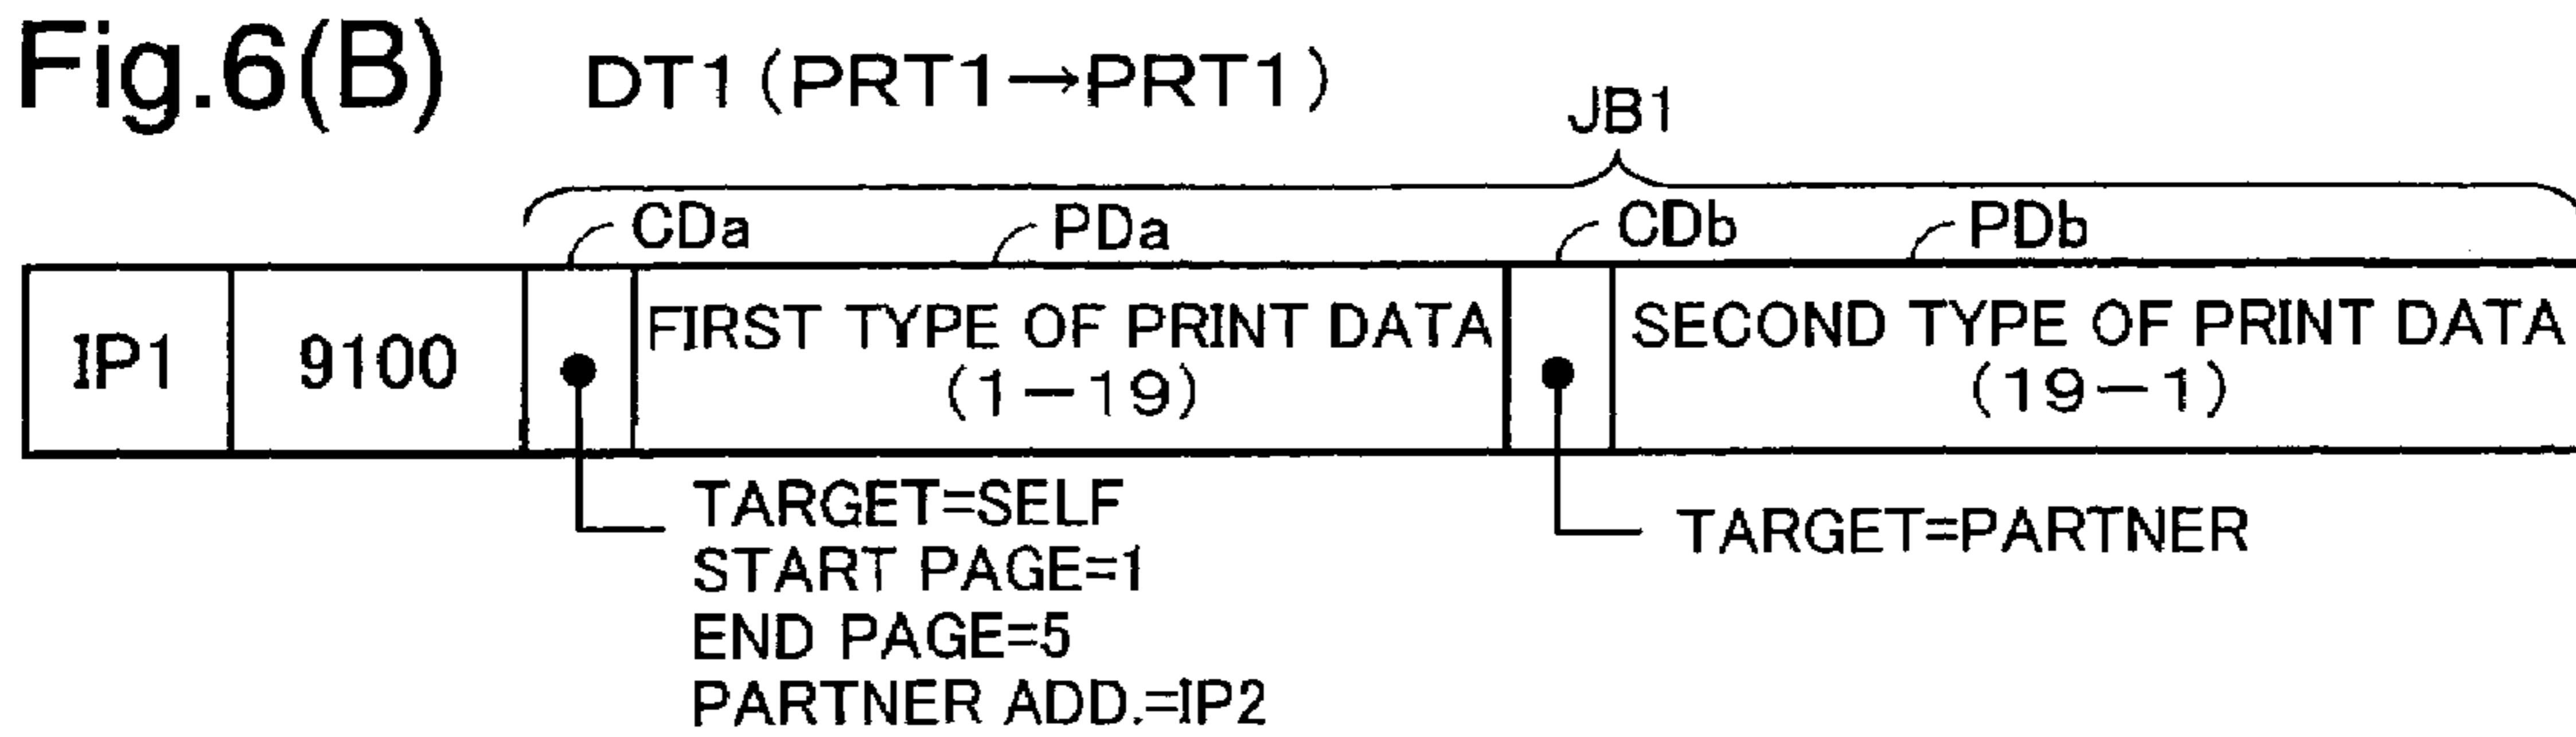 Fig.6(B) DT1(PRT1→PRT1)
JB1
CDa PDa CDb PDb
IP1 9100 FIRST TYPE OF PRINT DATA SECOND TYPE OF PRINT DATA
(1-19) (19-1)
TARGET=SELF
START PAGE=1
END PAGE=5
PARTNER ADD.=IP2
TARGET=PARTNER